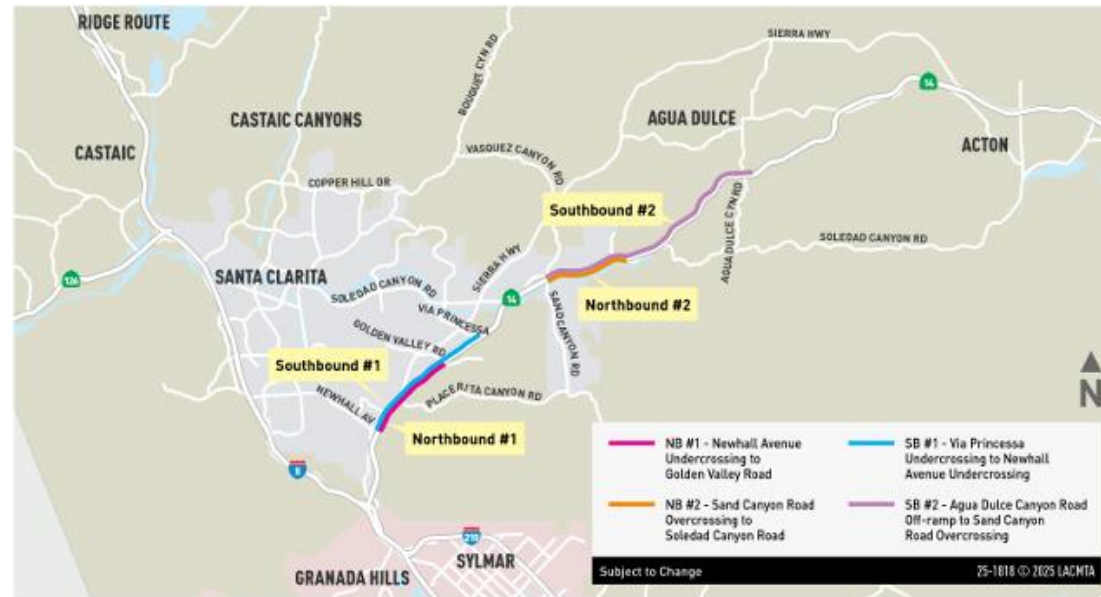 RIDGE ROUTE
SIERRA HWY
14
BOUQUET CYN RD
AGUA DULCE
CASTAIC CANYONS
ACTON
CASTAIC
VASQUEZ CANYON RD
COPPER HILL DR
Southbound #2
AGUA DULCE CYN RD
SOLEDAD CANYON RD
SIERRA HWY
126
SANTA CLARITA
SOLEDAD CANYON RD
14
Northbound #2
VIA PRINCESSA
SAND CANYON RD
GOLDEN VALLEY RD
Southbound #1
NEWHALL AV
PLACERITA CANYON RD
N
Northbound #1
NB #1 - Newhall Avenue
Undercrossing to
Golden Valley Road
SB #1 - Via Princessa
Undercrossing to Newhall
Avenue Undercrossing
NB #2 - Sand Canyon Road
Overcrossing to
Soledad Canyon Road
SB #2 - Agua Dulce Canyon Road
Off-ramp to Sand Canyon
Road Overcrossing
210
SYLMAR
GRANADA HILLS
Subject to Change
25-1818 © 2025 LACMTA